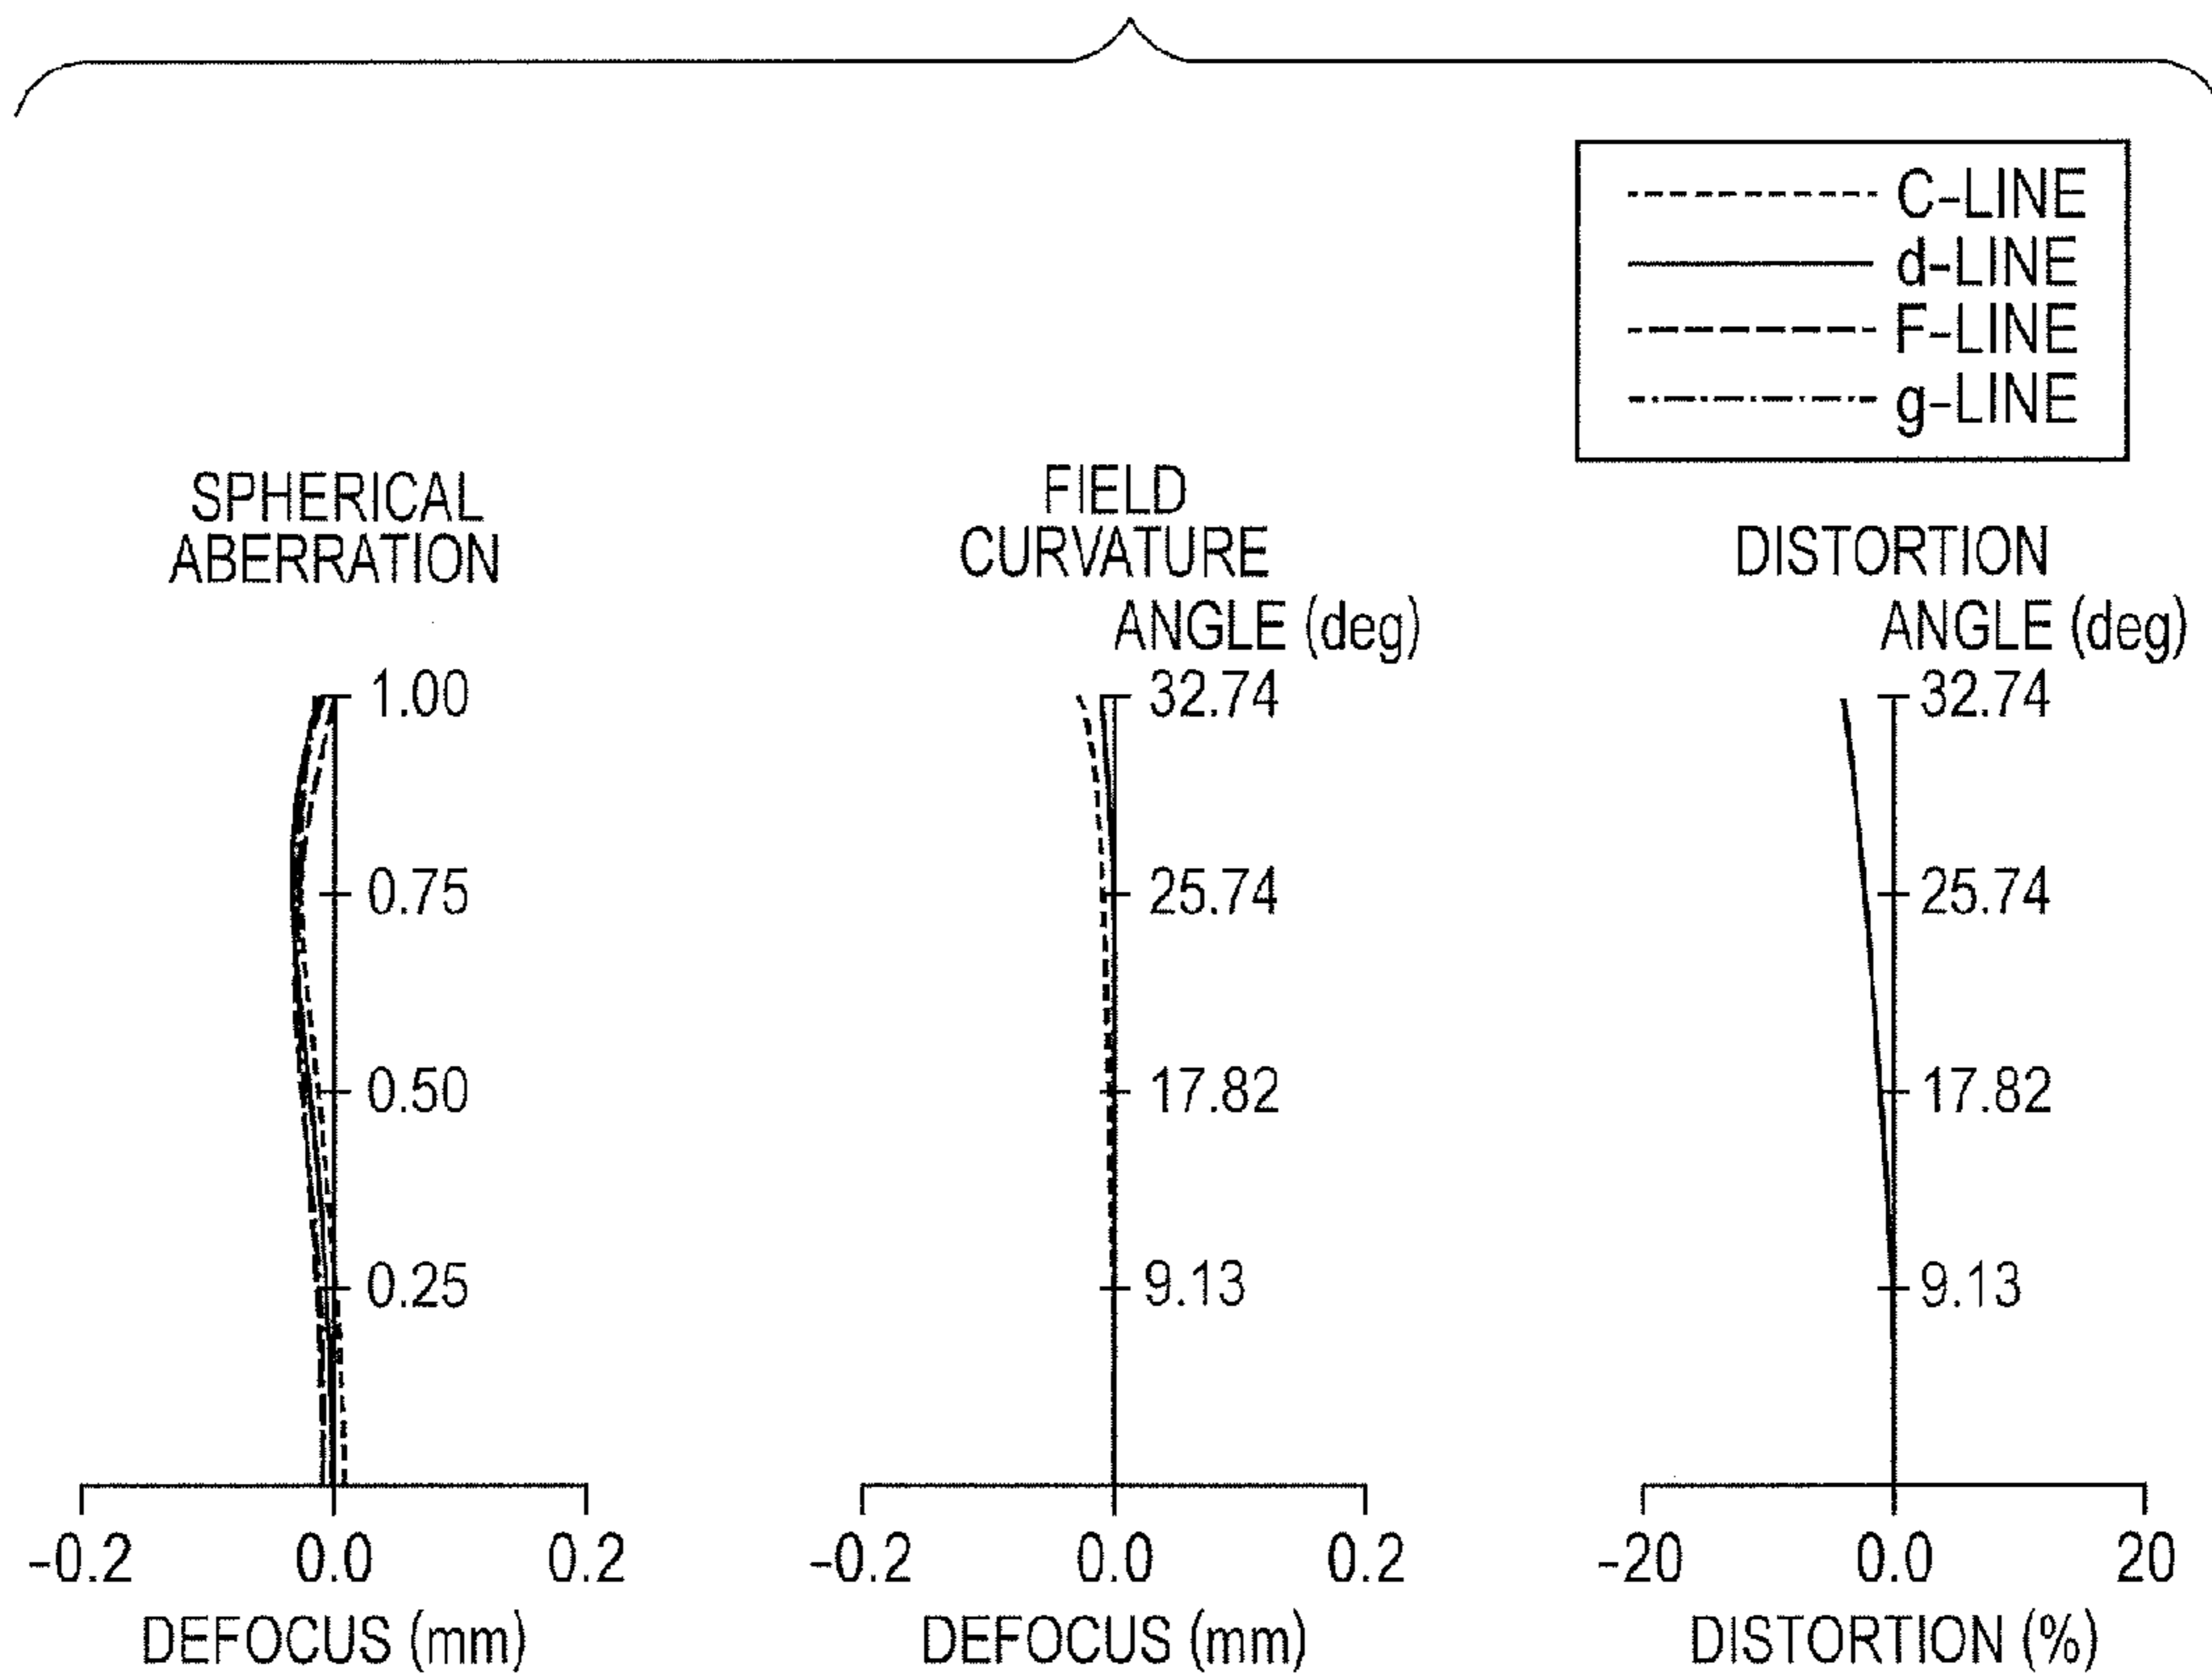 C-LINE
d-LINE
F-LINE
g-LINE
SPHERICAL
ABERRATION
1.00
0.75
0.50
0.25
-0.2 0.0 0.2
DEFOCUS (mm)
FIELD
CURVATURE
ANGLE (deg)
32.74
25.74
17.82
9.13
-0.2 0.0 0.2
DEFOCUS (mm)
DISTORTION
ANGLE (deg)
32.74
25.74
17.82
9.13
-20 0.0 20
DISTORTION (%)